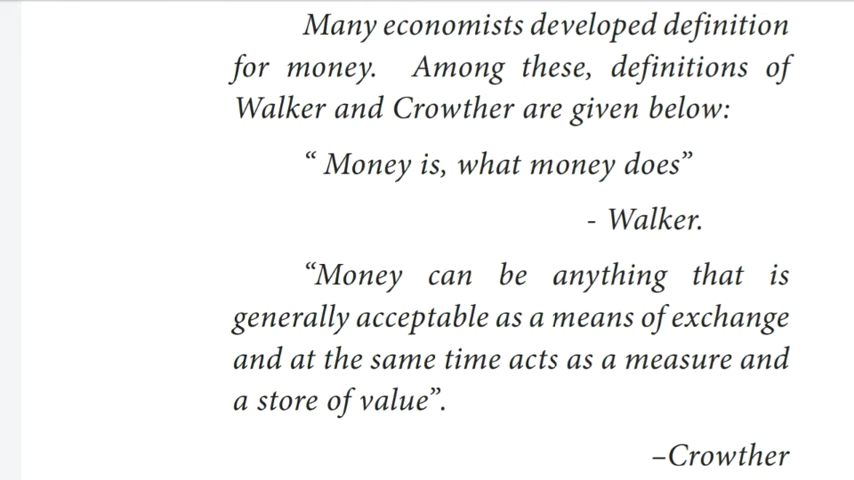 Many economists developed definition
for money. Among these, definitions of
Walker and Crowther are given below:
“ Money is, what money does”
- Walker.
“Money can be anything that is
generally acceptable as a means of exchange
and at the same time acts as a measure and
a store of value”.
–Crowther